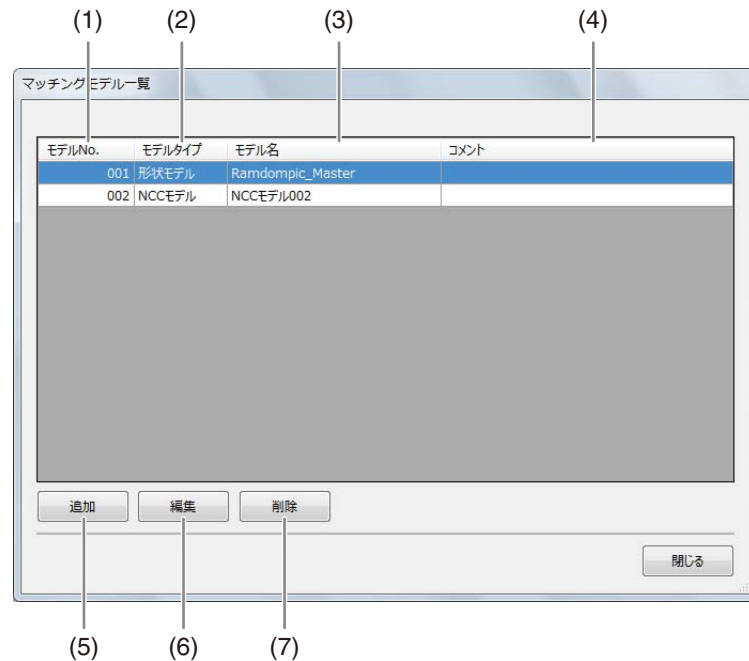 (1) (2) (3) (4)
マッチングモデル一覧
モデルNo. モデルタイプ モデル名 コメント
001 形状モデル Ramdompic_Master
002 NCCモデル NCCモデル002
追加 編集 削除
閉じる
(5) (6) (7)